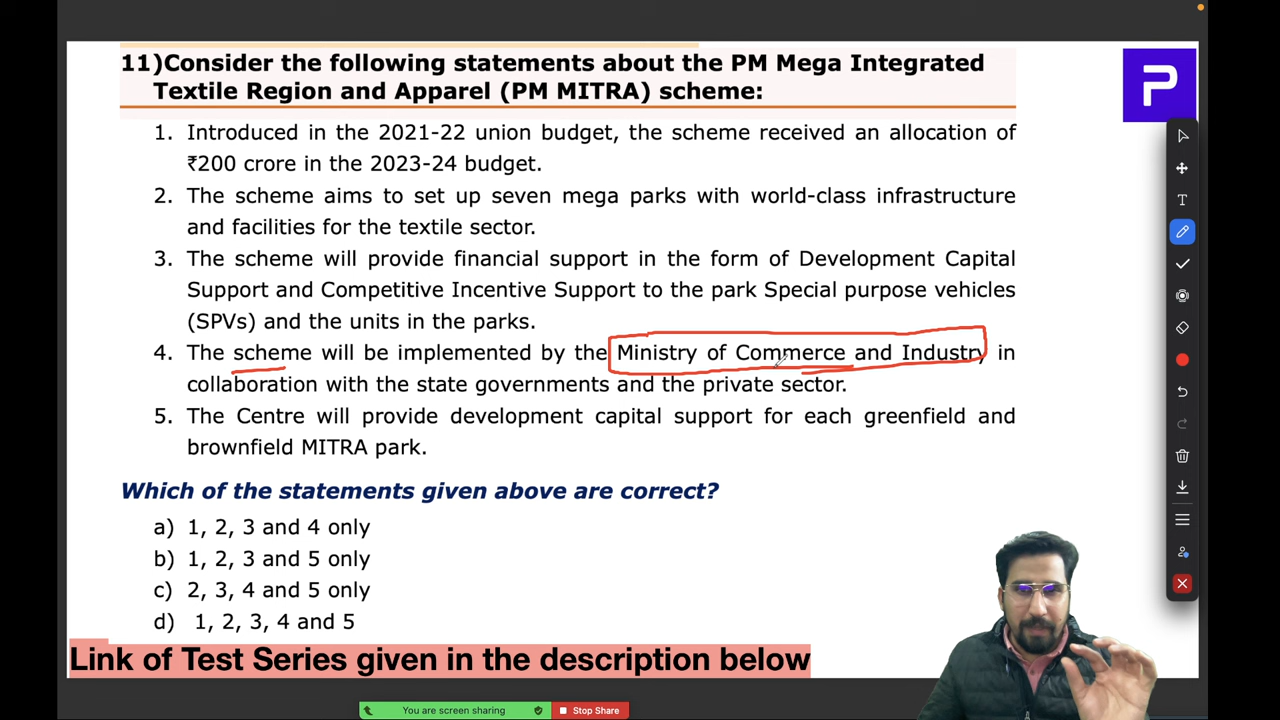 11)Consider the following statements about the PM Mega Integrated
Textile Region and Apparel (PM MITRA) scheme:
1. Introduced in the 2021-22 union budget, the scheme received an allocation of
₹200 crore in the 2023-24 budget.
2. The scheme aims to set up seven mega parks with world-class infrastructure
and facilities for the textile sector.
3. The scheme will provide financial support in the form of Development Capital
Support and Competitive Incentive Support to the park Special purpose vehicles
(SPVs) and the units in the parks.
4. The scheme will be implemented by the Ministry of Commerce and Industry in
collaboration with the state governments and the private sector.
5. The Centre will provide development capital support for each greenfield and
brownfield MITRA park.
Which of the statements given above are correct?
a) 1, 2, 3 and 4 only
b) 1, 2, 3 and 5 only
c) 2, 3, 4 and 5 only
d) 1, 2, 3, 4 and 5
Link of Test Series given in the description below
You are screen sharing
Stop Share
P
T